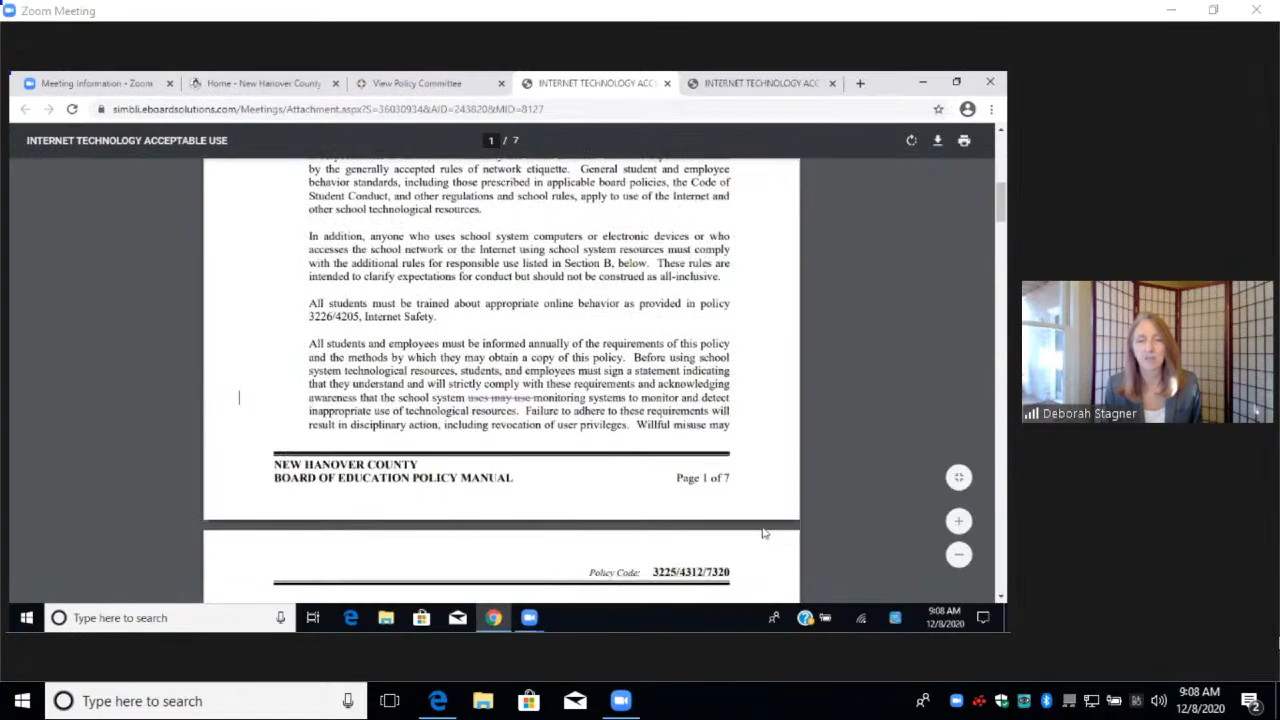 Zoom Meeting
Meeting Information - Zoom
Home - New Hanover County
View Policy Committee
INTERNET TECHNOLOGY ACC
INTERNET TECHNOLOGY ACC
simbli.eboardsolutions.com/Meetings/Attachment.aspx?S=36030934&AID=243820&MID=8127
INTERNET TECHNOLOGY ACCEPTABLE USE
1 / 7
by the generally accepted rules of network etiquette. General student and employee
behavior standards, including those prescribed in applicable board policies, the Code of
Student Conduct, and other regulations and school rules, apply to use of the Internet and
other school technological resources.
In addition, anyone who uses school system computers or electronic devices or who
accesses the school network or the Internet using school system resources must comply
with the additional rules for responsible use listed in Section B, below. These rules are
intended to clarify expectations for conduct but should not be construed as all-inclusive.
All students must be trained about appropriate online behavior as provided in policy
3226/4205, Internet Safety.
All students and employees must be informed annually of the requirements of this policy
and the methods by which they may obtain a copy of this policy. Before using school
system technological resources, students, and employees must sign a statement indicating
that they understand and will strictly comply with these requirements and acknowledging
awareness that the school system uses may use monitoring systems to monitor and detect
inappropriate use of technological resources. Failure to adhere to these requirements will
result in disciplinary action, including revocation of user privileges. Willful misuse may
NEW HANOVER COUNTY
BOARD OF EDUCATION POLICY MANUAL
Page 1 of 7
Policy Code: 3225/4312/7320
Deborah Stagner
Type here to search
9:08 AM
12/8/2020
Type here to search
9:08 AM
12/8/2020
2